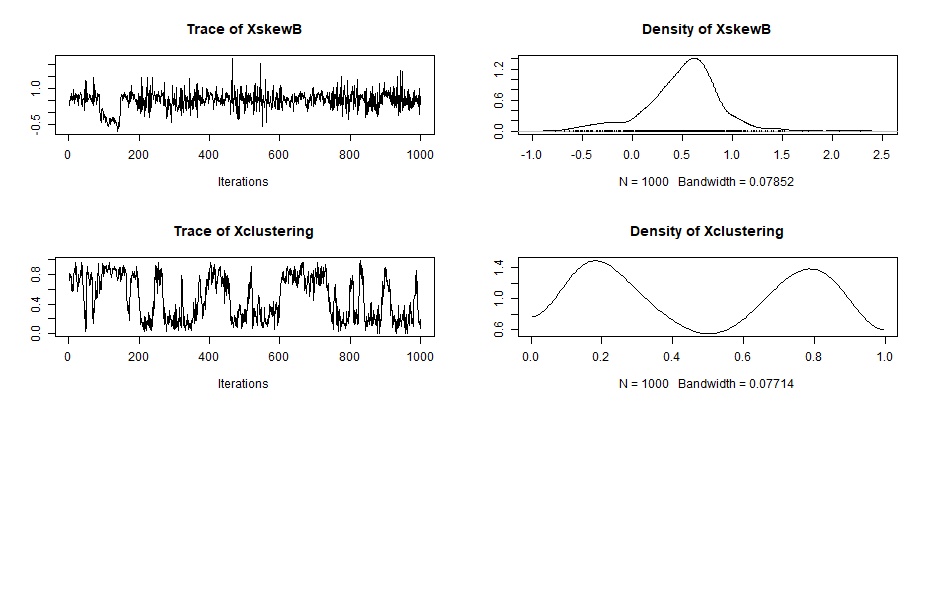 Trace of XskewB
1.0
-0.5
0 200 400 600 800 1000
Iterations
Density of XskewB
1.2
0.6
0.0
-1.0 -0.5 0.0 0.5 1.0 1.5 2.0 2.5
N = 1000 Bandwidth = 0.07852
Trace of Xclustering
0.8
0.4
0.0
0 200 400 600 800 1000
Iterations
Density of Xclustering
1.4
1.0
0.6
0.0 0.2 0.4 0.6 0.8 1.0
N = 1000 Bandwidth = 0.07714